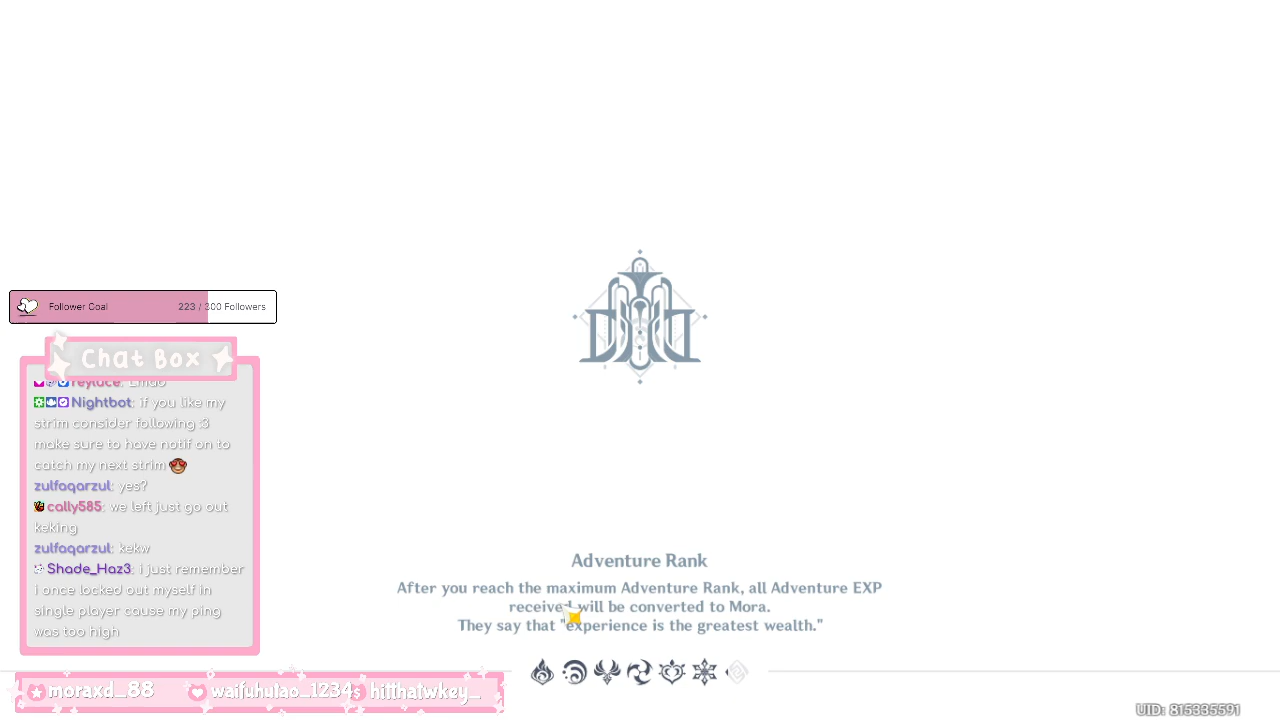 Follower Goal
223 / 300 Followers
Chat Box
reylace: Lmao
Nightbot: if you like my
strim consider following :3
make sure to have notif on to
catch my next strim
zulfaqarzul: yes?
cally585: we left just go out
keking
zulfaqarzul: kekw
Shade_Haz3: i just remember
i once locked out myself in
single player cause my ping
was too high
moraxd_88
waifuhutao_1234s
hitthatwkey_
Adventure Rank
After you reach the maximum Adventure Rank, all Adventure EXP
received will be converted to Mora.
They say that "experience is the greatest wealth."
UID: 815335591